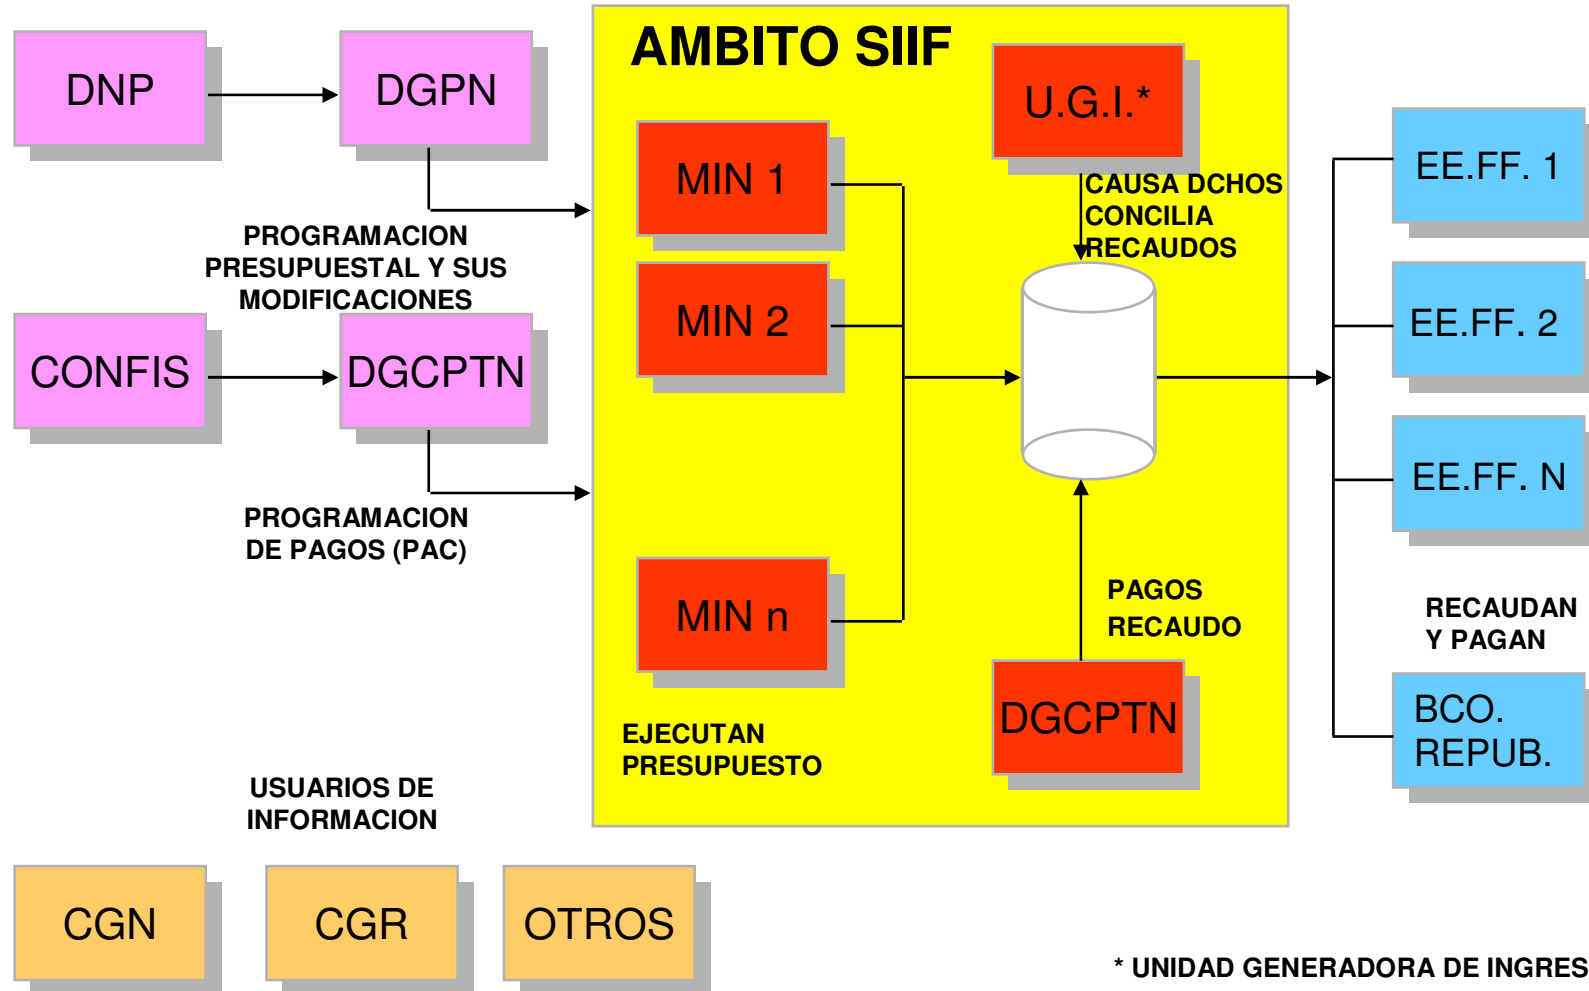 AMBITO SIIF
DNP
DGPN
U.G.I.*
MIN 1
CAUSA DCHOS
CONCILIA
RECAUDOS
EE.FF. 1
PROGRAMACION
PRESUPUESTAL Y SUS
MODIFICACIONES
MIN 2
EE.FF. 2
CONFIS
DGCPTN
EE.FF. N
PROGRAMACION
DE PAGOS (PAC)
MIN n
PAGOS
RECAUDO
RECAUDAN
Y PAGAN
DGCPTN
BCO.
REPUB.
EJECUTAN
PRESUPUESTO
USUARIOS DE
INFORMACION
CGN
CGR
OTROS
* UNIDAD GENERADORA DE INGRES